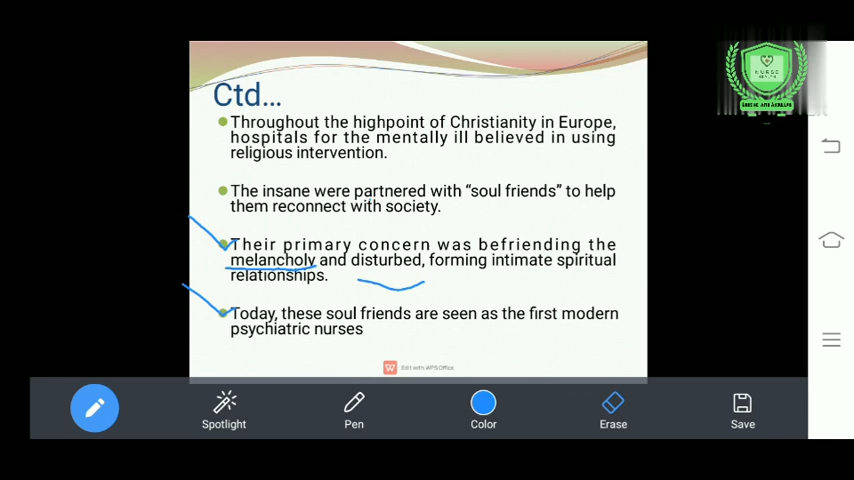 NURSE
Ctd...
Throughout the highpoint of Christianity in Europe,
hospitals for the mentally ill believed in using
religious intervention.
The insane were partnered with “soul friends” to help
them reconnect with society.
Their primary concern was befriending the
melancholy and disturbed, forming intimate spiritual
relationships.
Today, these soul friends are seen as the first modern
psychiatric nurses
W Edit with WPS Office
Spotlight
Pen
Color
Erase
Save